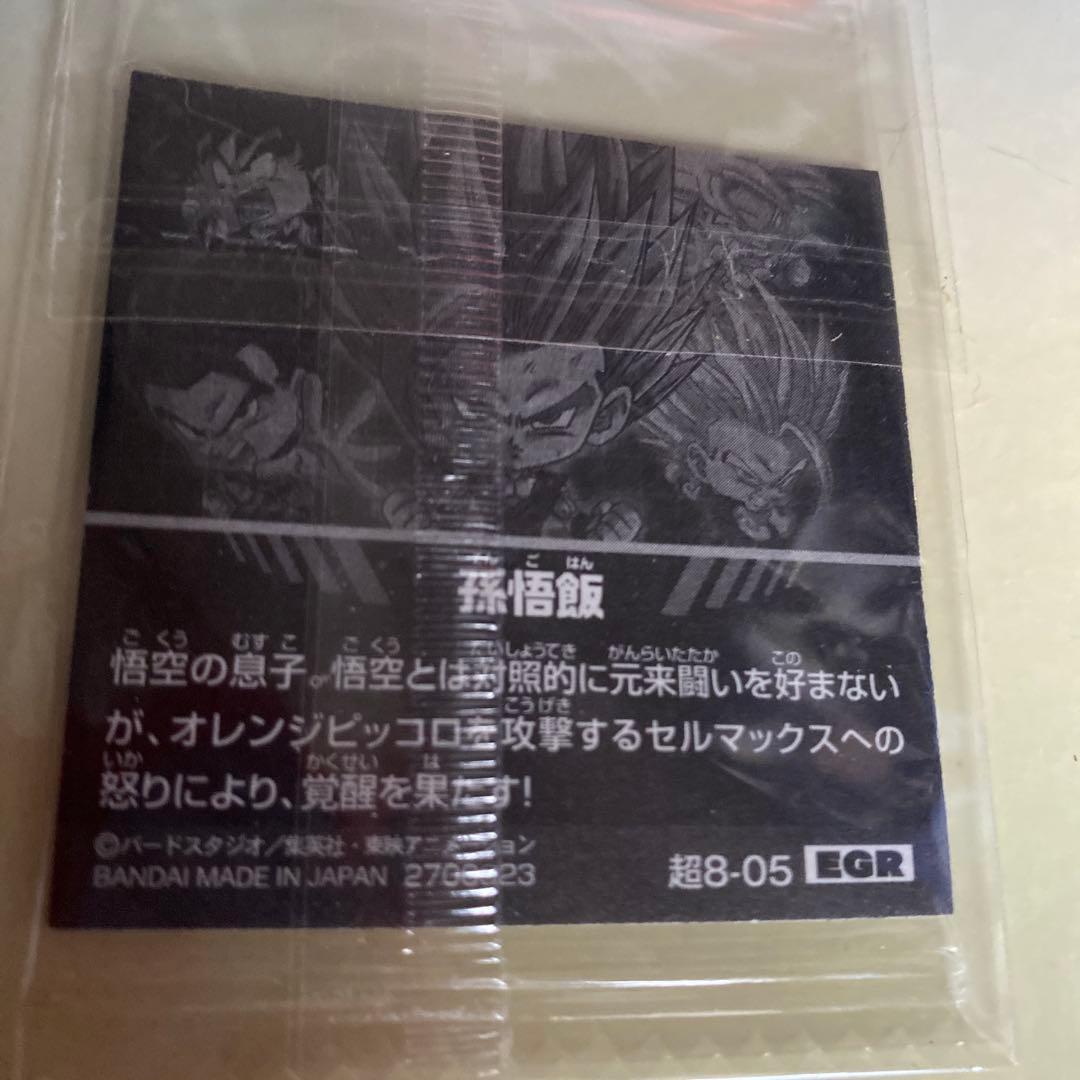 孫悟飯
悟空の息子。悟空とは対照的に元来闘いを好まない
が、オレンジピッコロを攻撃するセルマックスへの
怒りにより、覚醒を果たす!
©バードスタジオ/集英社・東映アニメーション
BANDAI MADE IN JAPAN
超8-05 EGR